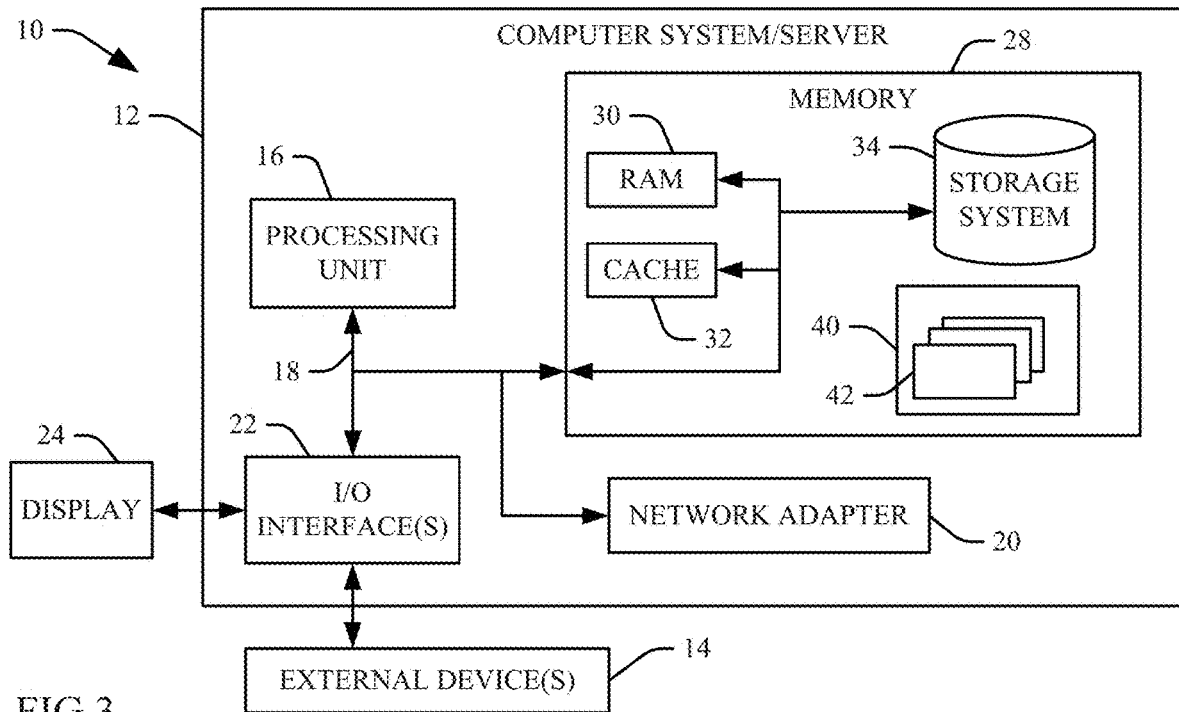 10
COMPUTER SYSTEM/SERVER
28
12
MEMORY
30
34
16
RAM
STORAGE
SYSTEM
PROCESSING
UNIT
CACHE
32
40
18
42
24
22
DISPLAY
I/O
INTERFACE(S)
NETWORK ADAPTER
20
14
EXTERNAL DEVICE(S)
FIG 3